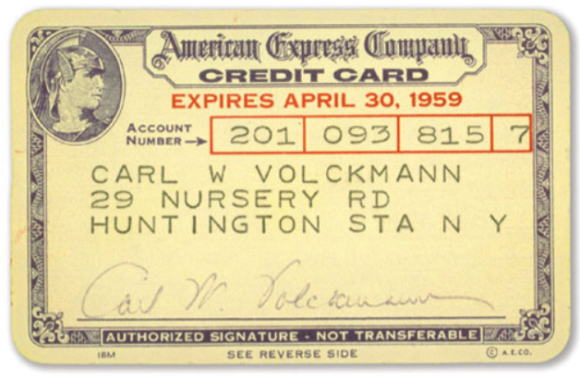 American Express Company
CREDIT CARD
EXPIRES APRIL 30, 1959
ACCOUNT
NUMBER→ 201 093 815 7
CARL W VOLCKMANN
29 NURSERY RD
HUNTINGTON STA N Y
Carl W. Volckmann
AUTHORIZED SIGNATURE · NOT TRANSFERABLE
IBM SEE REVERSE SIDE © A.E.CO.